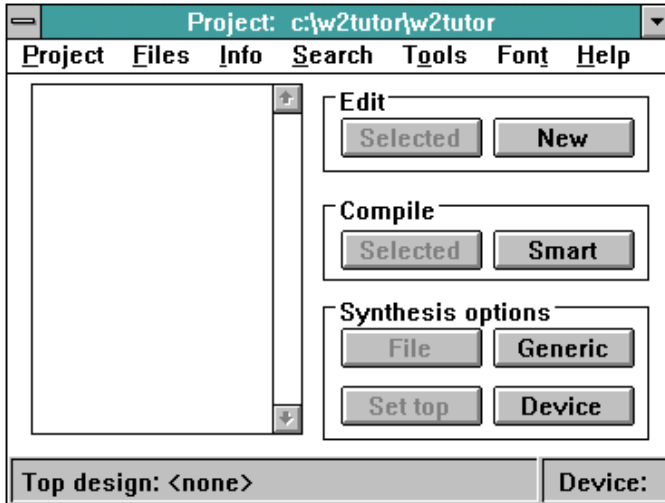 Project: c:\w2tutor\w2tutor
Project Files Info Search Tools Font Help
Edit
Selected New
Compile
Selected Smart
Synthesis options
File Generic
Set top Device
Top design: <none> Device: